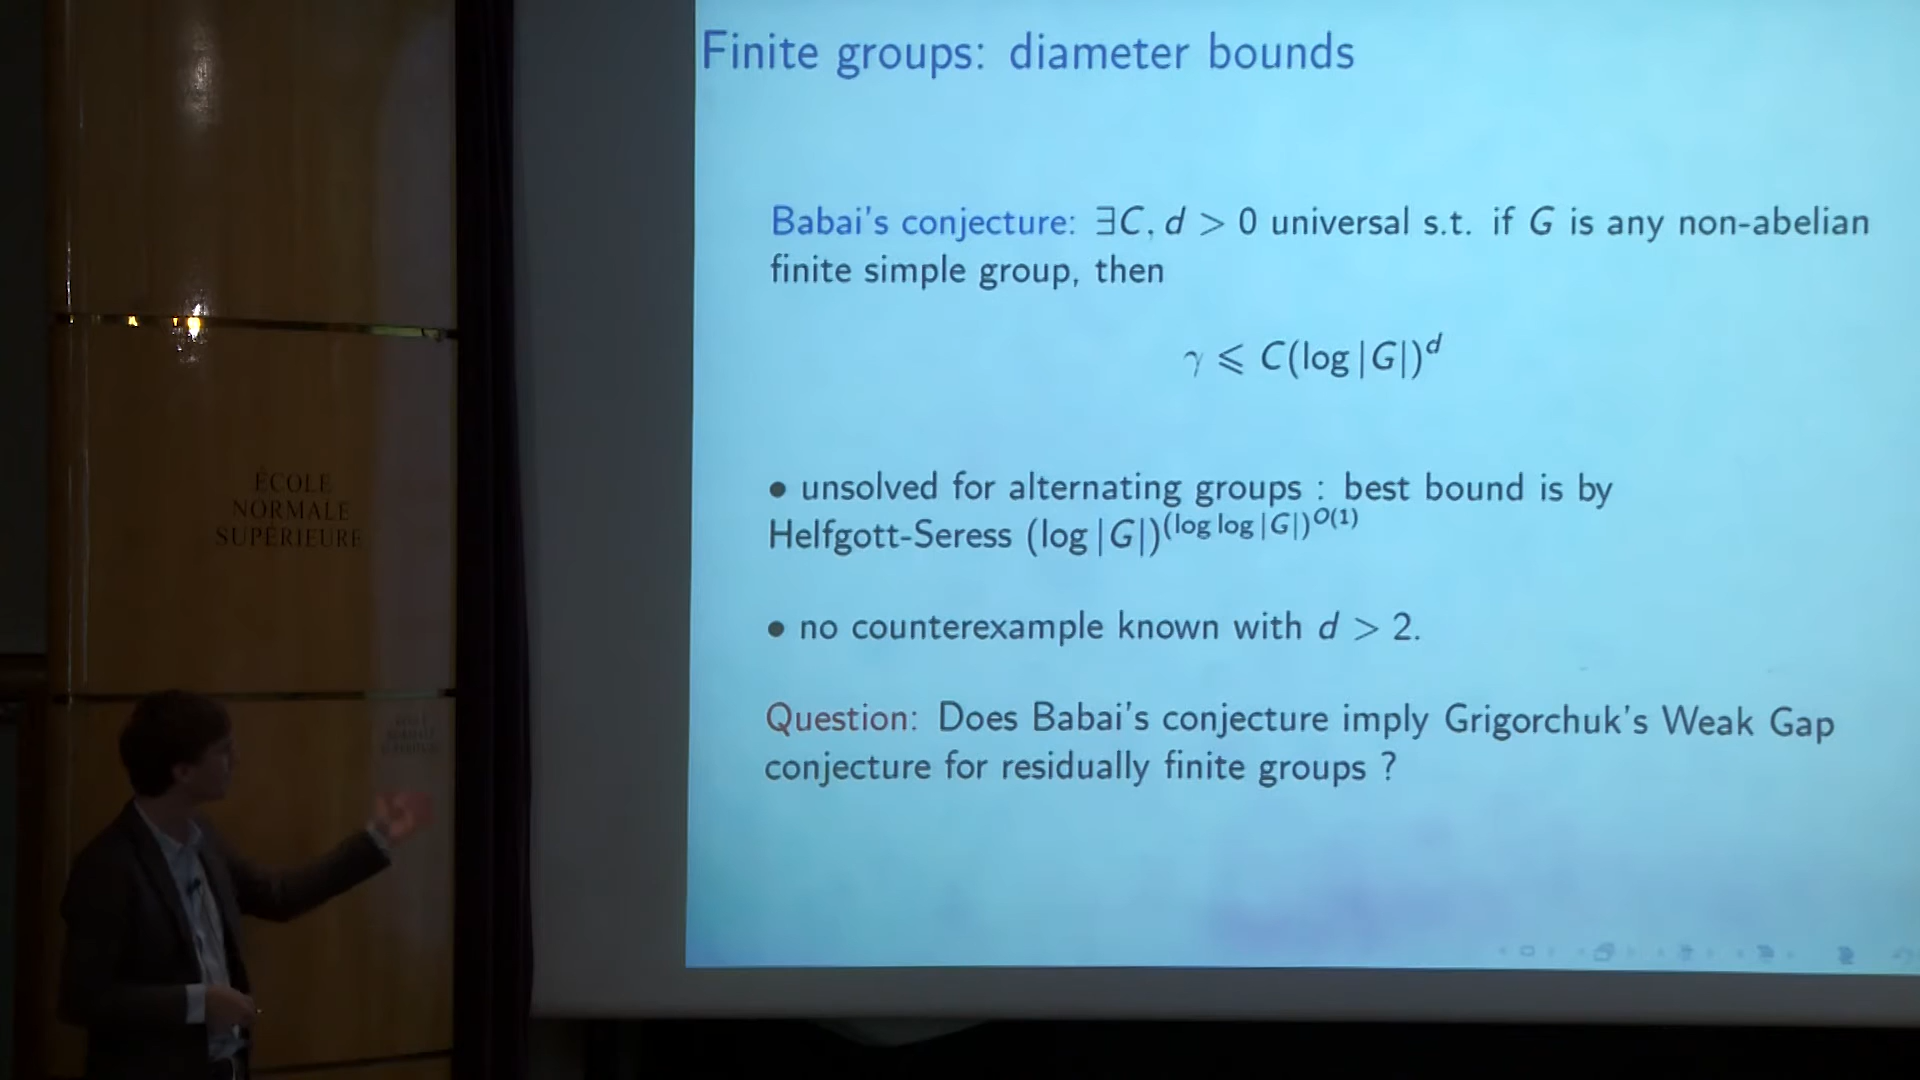 Finite groups: diameter bounds
Babai's conjecture: ∃C, d > 0 universal s.t. if G is any non-abelian
finite simple group, then
γ ⩽ C(log |G|)^d
• unsolved for alternating groups : best bound is by
Helfgott-Seress (log |G|)^(log log |G|)^O(1)
• no counterexample known with d > 2.
Question: Does Babai's conjecture imply Grigorchuk's Weak Gap
conjecture for residually finite groups ?
ÉCOLE
NORMALE
SUPÉRIEURE